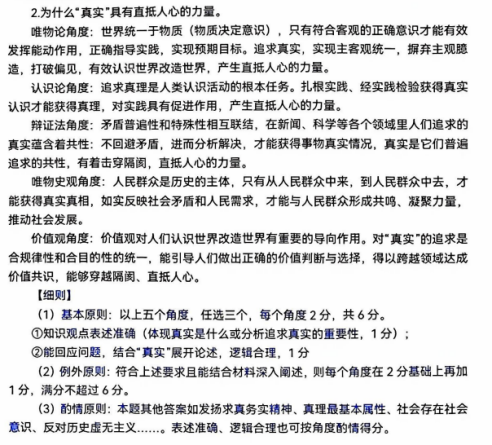 2.为什么“真实”具有直抵人心的力量。
唯物论角度：世界统一于物质（物质决定意识），只有符合客观的正确意识才能有效
发挥能动作用，正确指导实践，实现预期目标。追求真实，实现主客观统一，摒弃主观臆
造，打破偏见，有效认识世界改造世界，产生直抵人心的力量。
认识论角度：追求真理是人类认识活动的根本任务。扎根实践、经实践检验获得真实
认识才能获得真理，对实践具有促进作用，产生直抵人心的力量。
辩证法角度：矛盾普遍性和特殊性相互联结，在新闻、科学等各个领域里人们追求的
真实蕴含着共性：不回避矛盾，进而分析解决，才能获得事物真实情况，真实是它们普遍
追求的共性，有着击穿隔阂，直抵人心的力量。
唯物史观角度：人民群众是历史的主体，只有从人民群众中来，到人民群众中去，才
能获得真实真相，如实反映社会矛盾和人民需求，才能与人民群众形成共鸣、凝聚力量，
推动社会发展。
价值观角度：价值观对人们认识世界改造世界有重要的导向作用。对“真实”的追求是
合规律性和合目的性的统一，能引导人们做出正确的价值判断与选择，得以跨越领域达成
价值共识，能够穿越隔阂、直抵人心。
【细则】
（1）基本原则：以上五个角度，任选三个，每个角度 2 分，共 6 分。
①知识观点表述准确（体现真实是什么或分析追求真实的重要性，1 分）；
②能回应问题，结合“真实”展开论述，逻辑合理，1 分
（2）例外原则：符合上述要求且能结合材料深入阐述，则每个角度在 2 分基础上再加
1 分，满分不超过 6 分。
（3）酌情原则：本题其他答案如发扬求真务实精神、真理最基本属性、社会存在社会
意识、反对历史虚无主义……。表述准确、逻辑合理也可按角度酌情得分。